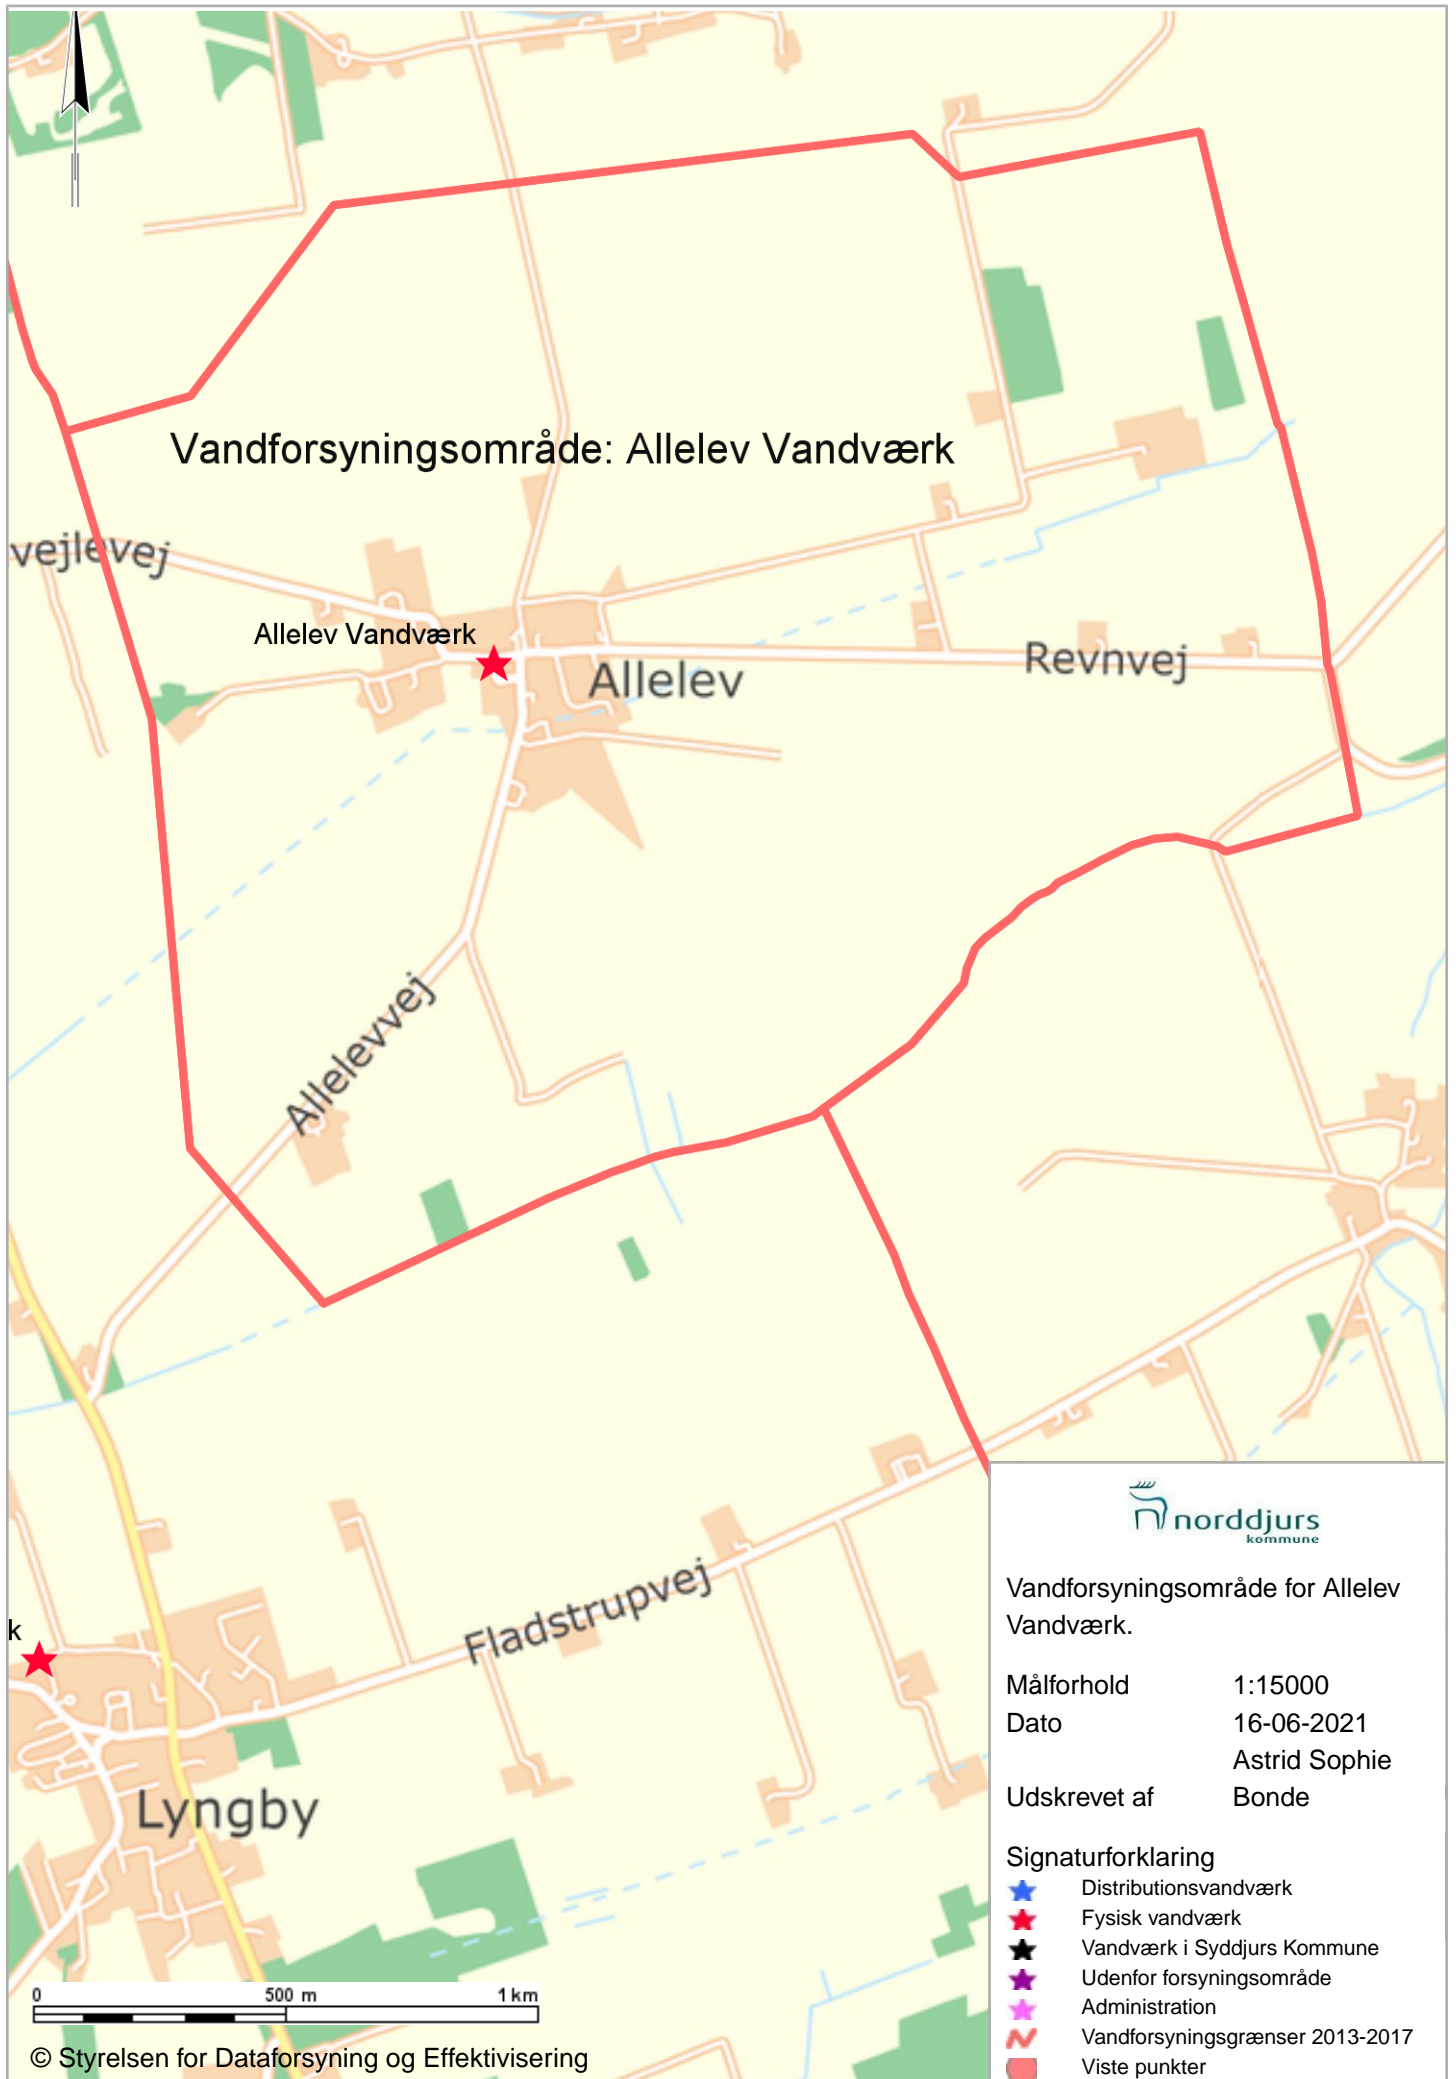 Vandforsyningsområde: Allelev Vandværk
vejlevej
Allelev Vandværk
Allelev
Revnvej
Allelevvej
Fladstrupvej
k
Lyngby
norddjurs
kommune
Vandforsyningsområde for Allelev
Vandværk.
Målforhold 1:15000
Dato 16-06-2021
Astrid Sophie
Udskrevet af Bonde
Signaturforklaring
Distributionsvandværk
Fysisk vandværk
Vandværk i Syddjurs Kommune
Udenfor forsyningsområde
Administration
Vandforsyningsgrænser 2013-2017
Viste punkter
0 500 m 1 km
© Styrelsen for Dataforsyning og Effektivisering